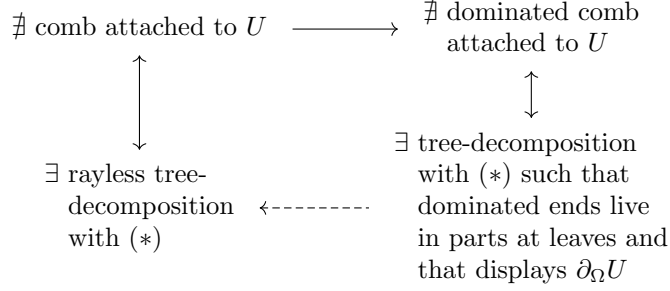 ∄ comb attached to U
∄ dominated comb
attached to U
∃ rayless tree-
decomposition
with (∗)
∃ tree-decomposition
with (∗) such that
dominated ends live
in parts at leaves and
that displays ∂_Ω U